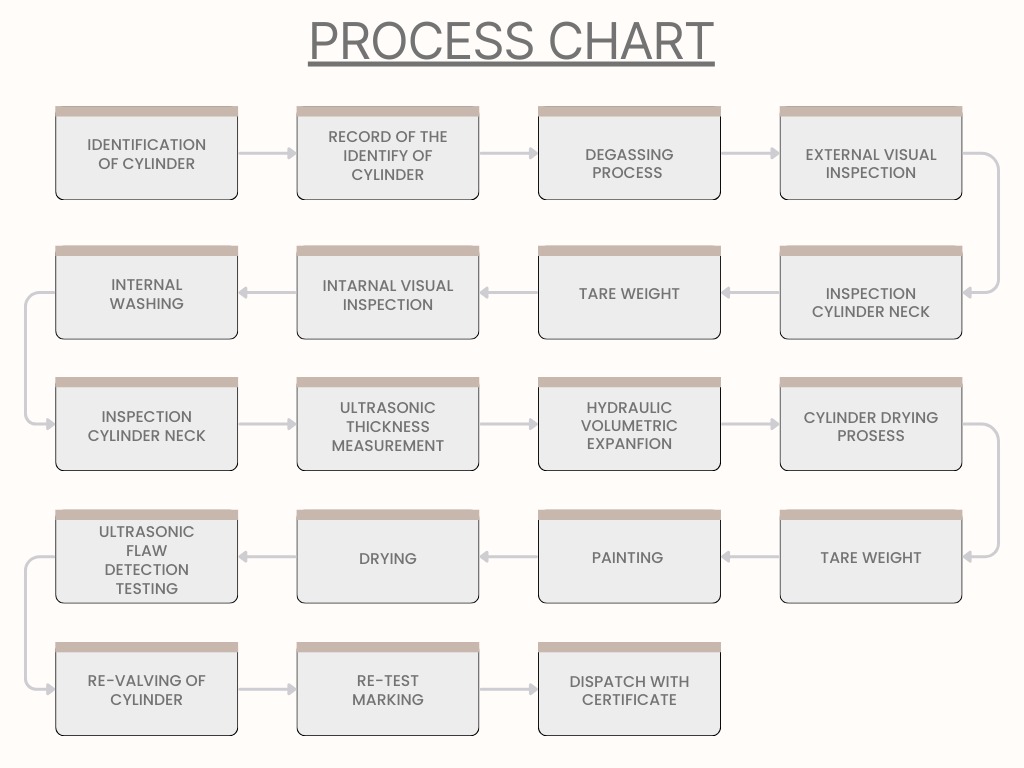 PROCESS CHART
IDENTIFICATION
OF CYLINDER
RECORD OF THE
IDENTIFY OF
CYLINDER
DEGASSING
PROCESS
EXTERNAL VISUAL
INSPECTION
INTERNAL
WASHING
INTARNAL VISUAL
INSPECTION
TARE WEIGHT
INSPECTION
CYLINDER NECK
INSPECTION
CYLINDER NECK
ULTRASONIC
THICKNESS
MEASUREMENT
HYDRAULIC
VOLUMETRIC
EXPANFION
CYLINDER DRYING
PROSESS
ULTRASONIC
FLAW
DETECTION
TESTING
DRYING
PAINTING
TARE WEIGHT
RE-VALVING OF
CYLINDER
RE-TEST
MARKING
DISPATCH WITH
CERTIFICATE